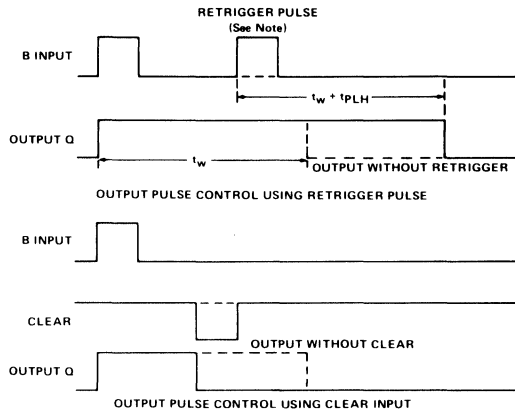 RETRIGGER PULSE
(See Note)
B INPUT
tw + tPLH
OUTPUT Q
tw
OUTPUT WITHOUT RETRIGGER
OUTPUT PULSE CONTROL USING RETRIGGER PULSE
B INPUT
CLEAR
OUTPUT WITHOUT CLEAR
OUTPUT Q
OUTPUT PULSE CONTROL USING CLEAR INPUT